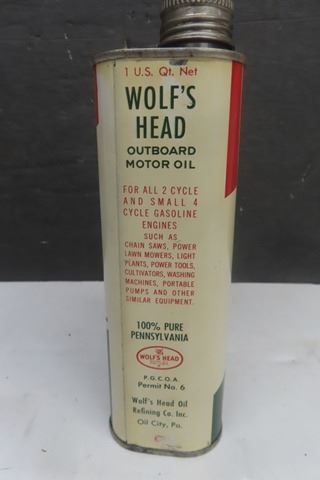 1 U.S. Qt. Net
WOLF'S
HEAD
OUTBOARD
MOTOR OIL
FOR ALL 2 CYCLE
AND SMALL 4
CYCLE GASOLINE
ENGINES
SUCH AS
CHAIN SAWS, POWER
LAWN MOWERS, LIGHT
PLANTS, POWER TOOLS,
CULTIVATORS, WASHING
MACHINES, PORTABLE
PUMPS AND OTHER
SIMILAR EQUIPMENT.
100% PURE
PENNSYLVANIA
WOLF'S HEAD
P.G.C.O.A.
Permit No. 6
Wolf's Head Oil
Refining Co. Inc.
Oil City, Pa.